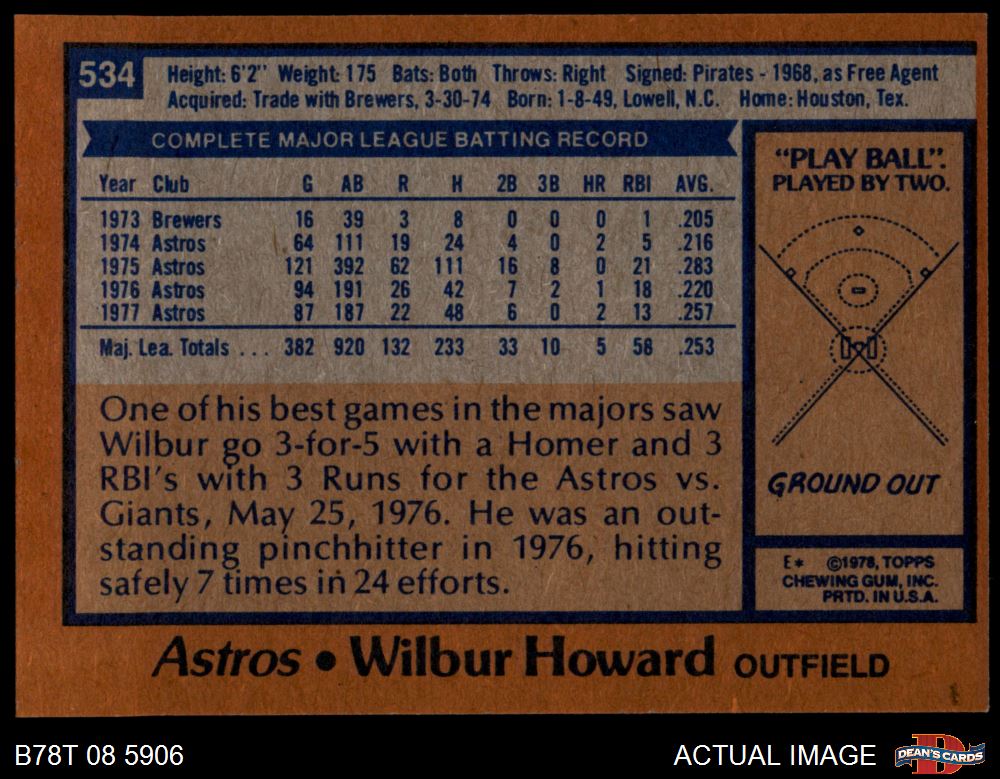 534
Height: 6'2" Weight: 175 Bats: Both Throws: Right Signed: Pirates - 1968, as Free Agent
Acquired: Trade with Brewers, 3-30-74 Born: 1-8-49, Lowell, N.C. Home: Houston, Tex.
COMPLETE MAJOR LEAGUE BATTING RECORD
Year Club G AB R H 2B 3B HR RBI AVG.
1973 Brewers 16 39 3 8 0 0 0 1 .205
1974 Astros 64 111 19 24 4 0 2 5 .216
1975 Astros 121 392 62 111 16 8 0 21 .283
1976 Astros 94 191 26 42 7 2 1 18 .220
1977 Astros 87 187 22 48 6 0 2 13 .257
Maj. Lea. Totals . . . 382 920 132 233 33 10 5 58 .253
One of his best games in the majors saw
Wilbur go 3-for-5 with a Homer and 3
RBI's with 3 Runs for the Astros vs.
Giants, May 25, 1976. He was an out-
standing pinchhitter in 1976, hitting
safely 7 times in 24 efforts.
"PLAY BALL".
PLAYED BY TWO.
GROUND OUT
E* ©1978, TOPPS
CHEWING GUM, INC.
PRTD. IN U.S.A.
Astros • Wilbur Howard OUTFIELD
B78T 08 5906
ACTUAL IMAGE
DEAN'S CARDS